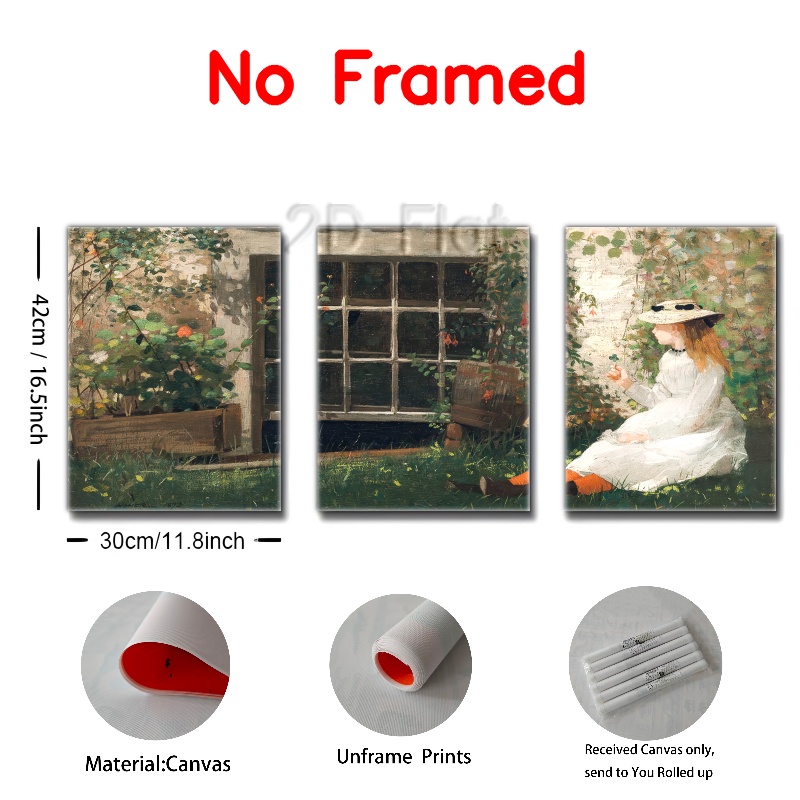 No Framed
2D Flat
42cm / 16.5inch
30cm/11.8inch
Material:Canvas
Unframe Prints
Received Canvas only,
send to You Rolled up